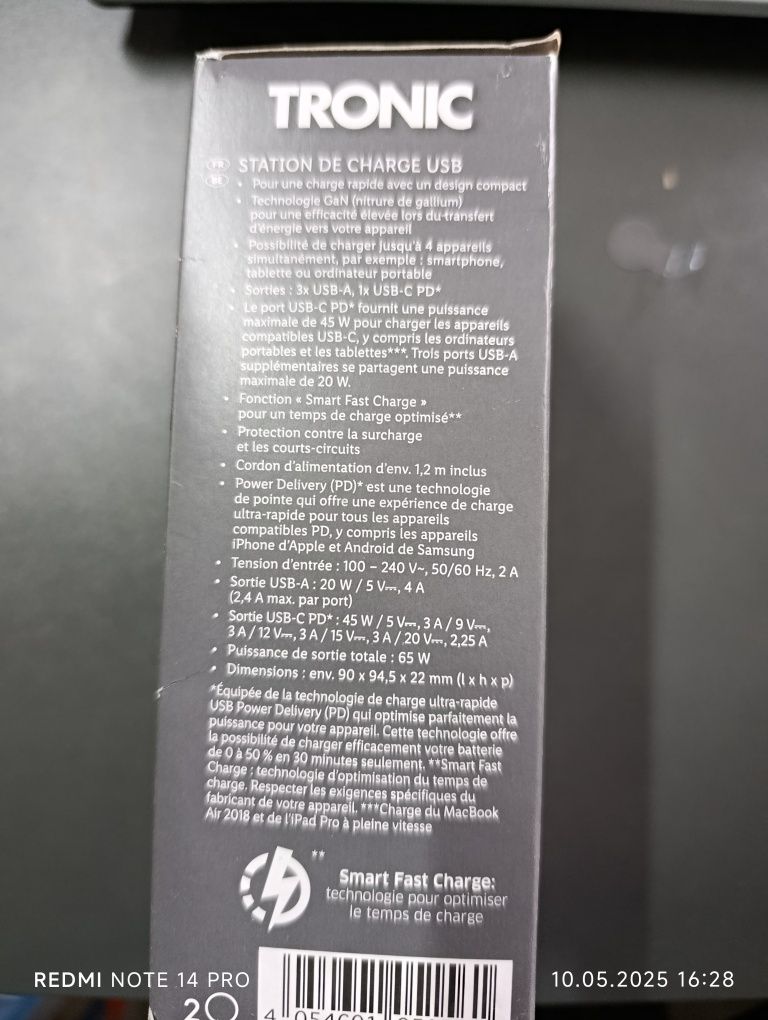 TRONIC
FR STATION DE CHARGE USB
BE • Pour une charge rapide avec un design compact
• Technologie GaN (nitrure de gallium)
pour une efficacité élevée lors du transfert
d'énergie vers votre appareil
• Possibilité de charger jusqu'à 4 appareils
simultanément, par exemple : smartphone,
tablette ou ordinateur portable
• Sorties : 3x USB-A, 1x USB-C PD*
• Le port USB-C PD* fournit une puissance
maximale de 45 W pour charger les appareils
compatibles USB-C, y compris les ordinateurs
portables et les tablettes***. Trois ports USB-A
supplémentaires se partagent une puissance
maximale de 20 W.
• Fonction « Smart Fast Charge »
pour un temps de charge optimisé**
• Protection contre la surcharge
et les courts-circuits
• Cordon d'alimentation d'env. 1,2 m inclus
• Power Delivery (PD)* est une technologie
de pointe qui offre une expérience de charge
ultra-rapide pour tous les appareils
compatibles PD, y compris les appareils
iPhone d'Apple et Android de Samsung
• Tension d'entrée : 100 – 240 V~, 50/60 Hz, 2 A
• Sortie USB-A : 20 W / 5 V⎓, 4 A
(2,4 A max. par port)
• Sortie USB-C PD* : 45 W / 5 V⎓, 3 A / 9 V⎓,
3 A / 12 V⎓, 3 A / 15 V⎓, 3 A / 20 V⎓, 2,25 A
• Puissance de sortie totale : 65 W
• Dimensions : env. 90 x 94,5 x 22 mm (l x h x p)
*Équipée de la technologie de charge ultra-rapide
USB Power Delivery (PD) qui optimise parfaitement la
puissance pour votre appareil. Cette technologie offre
la possibilité de charger efficacement votre batterie
de 0 à 50 % en 30 minutes seulement. **Smart Fast
Charge : technologie d'optimisation du temps de
charge. Respecter les exigences spécifiques du
fabricant de votre appareil. ***Charge du MacBook
Air 2018 et de l'iPad Pro à pleine vitesse
**
Smart Fast Charge:
technologie pour optimiser
le temps de charge
REDMI NOTE 14 PRO
10.05.2025 16:28